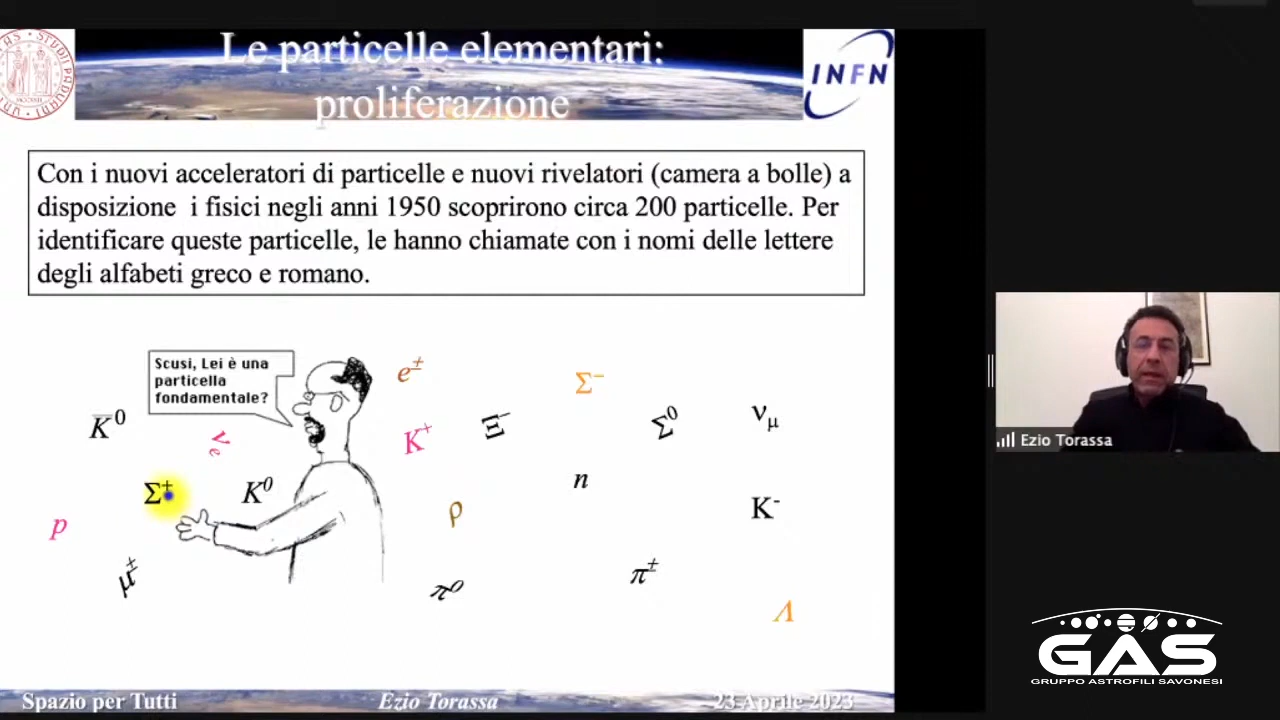 Le particelle elementari:
proliferazione
INFN
Con i nuovi acceleratori di particelle e nuovi rivelatori (camera a bolle) a
disposizione i fisici negli anni 1950 scoprirono circa 200 particelle. Per
identificare queste particelle, le hanno chiamate con i nomi delle lettere
degli alfabeti greco e romano.
Scusi, Lei è una
particella
fondamentale?
e±
Σ⁻
K̅⁰
νe
K⁺
Ξ⁻
Σ⁰
νμ
Σ⁺
K⁰
n
p
ρ
K⁻
μ±
π⁰
π±
Λ
Ezio Torassa
GAS
GRUPPO ASTROFILI SAVONESI
Spazio per Tutti
Ezio Torassa
23 Aprile 2023